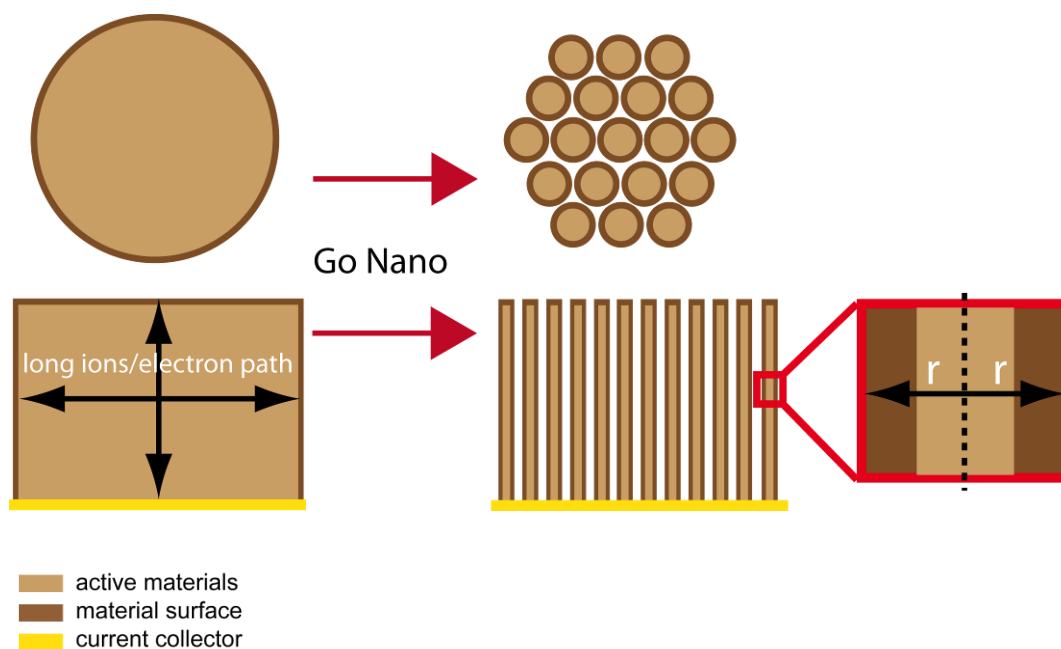 Go Nano
long ions/electron path
r r
active materials
material surface
current collector